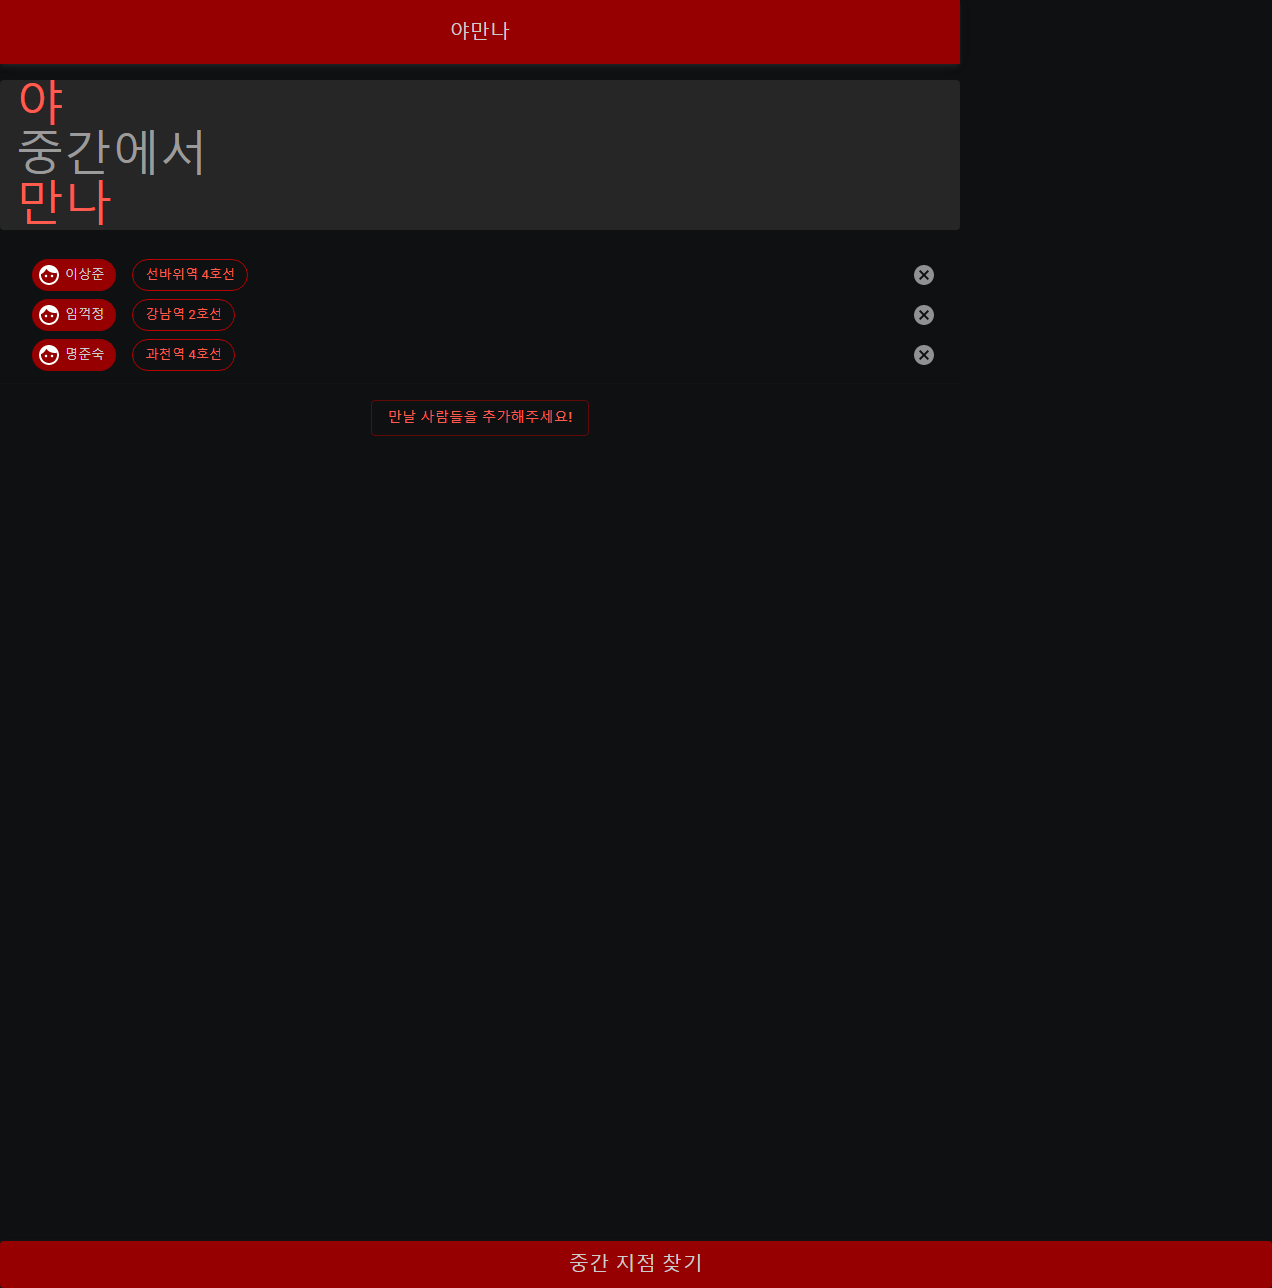 야만나
야
중간에서
만나
이상준 선바위역 4호선
임꺽정 강남역 2호선
명준숙 과천역 4호선
만날 사람들을 추가해주세요!
중간 지점 찾기